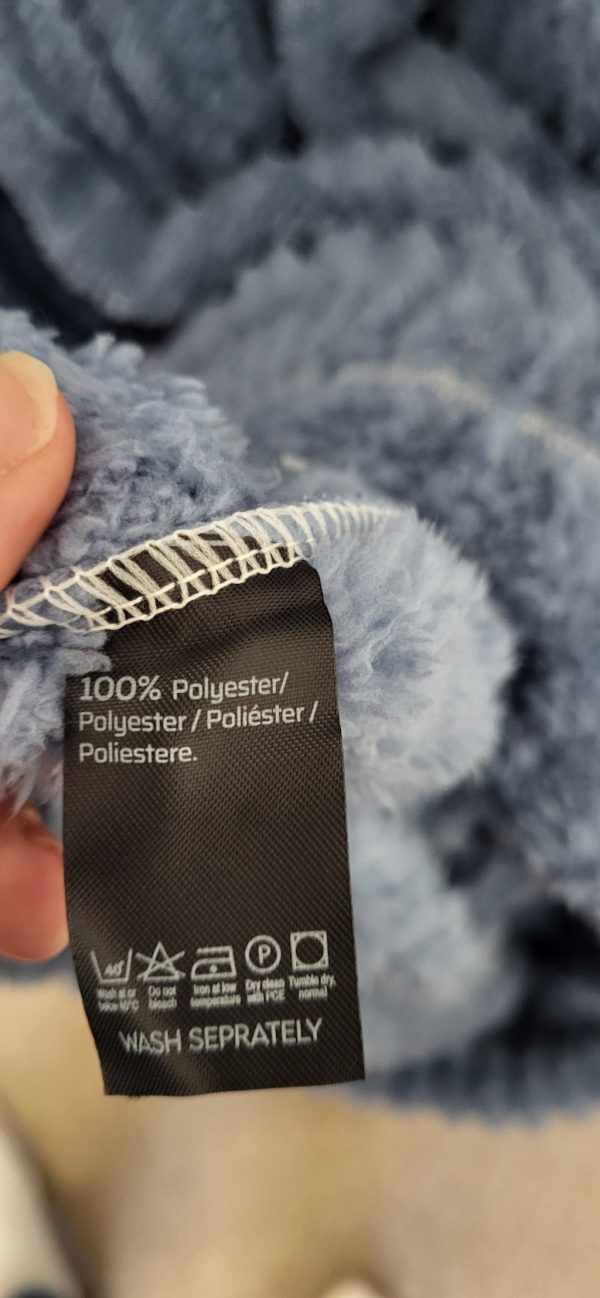 100% Polyester/
Polyester / Poliéster /
Poliestere.
40°
P
Wash at or below 40°C
Do not bleach
Iron at low temperature
Dry clean with PCE
Tumble dry, normal
WASH SEPRATELY